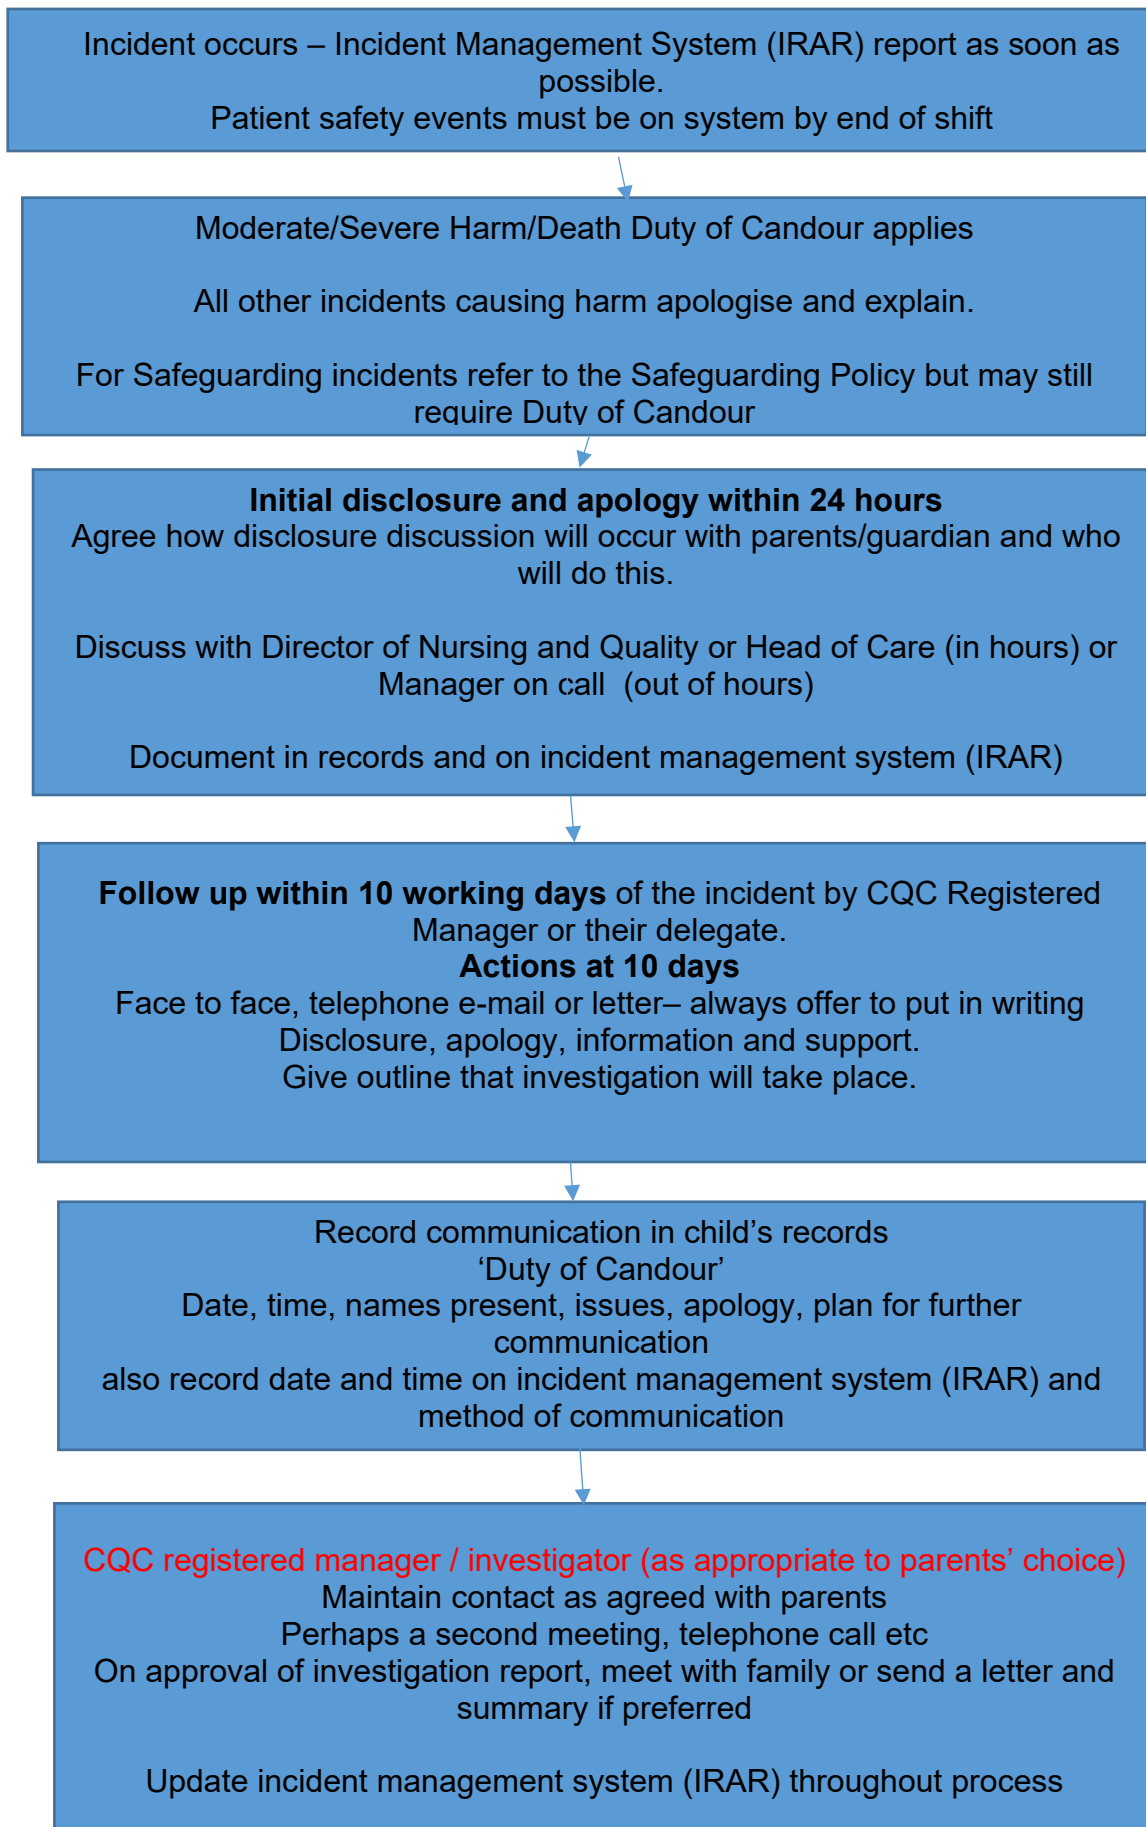 Incident occurs – Incident Management System (IRAR) report as soon as
possible.
Patient safety events must be on system by end of shift
Moderate/Severe Harm/Death Duty of Candour applies
All other incidents causing harm apologise and explain.
For Safeguarding incidents refer to the Safeguarding Policy but may still
require Duty of Candour
Initial disclosure and apology within 24 hours
Agree how disclosure discussion will occur with parents/guardian and who
will do this.
Discuss with Director of Nursing and Quality or Head of Care (in hours) or
Manager on call  (out of hours)
Document in records and on incident management system (IRAR)
Follow up within 10 working days of the incident by CQC Registered
Manager or their delegate.
Actions at 10 days
Face to face, telephone e-mail or letter– always offer to put in writing
Disclosure, apology, information and support.
Give outline that investigation will take place.
Record communication in child’s records
‘Duty of Candour’
Date, time, names present, issues, apology, plan for further
communication
also record date and time on incident management system (IRAR) and
method of communication
CQC registered manager / investigator (as appropriate to parents’ choice)
Maintain contact as agreed with parents
Perhaps a second meeting, telephone call etc
On approval of investigation report, meet with family or send a letter and
summary if preferred
Update incident management system (IRAR) throughout process